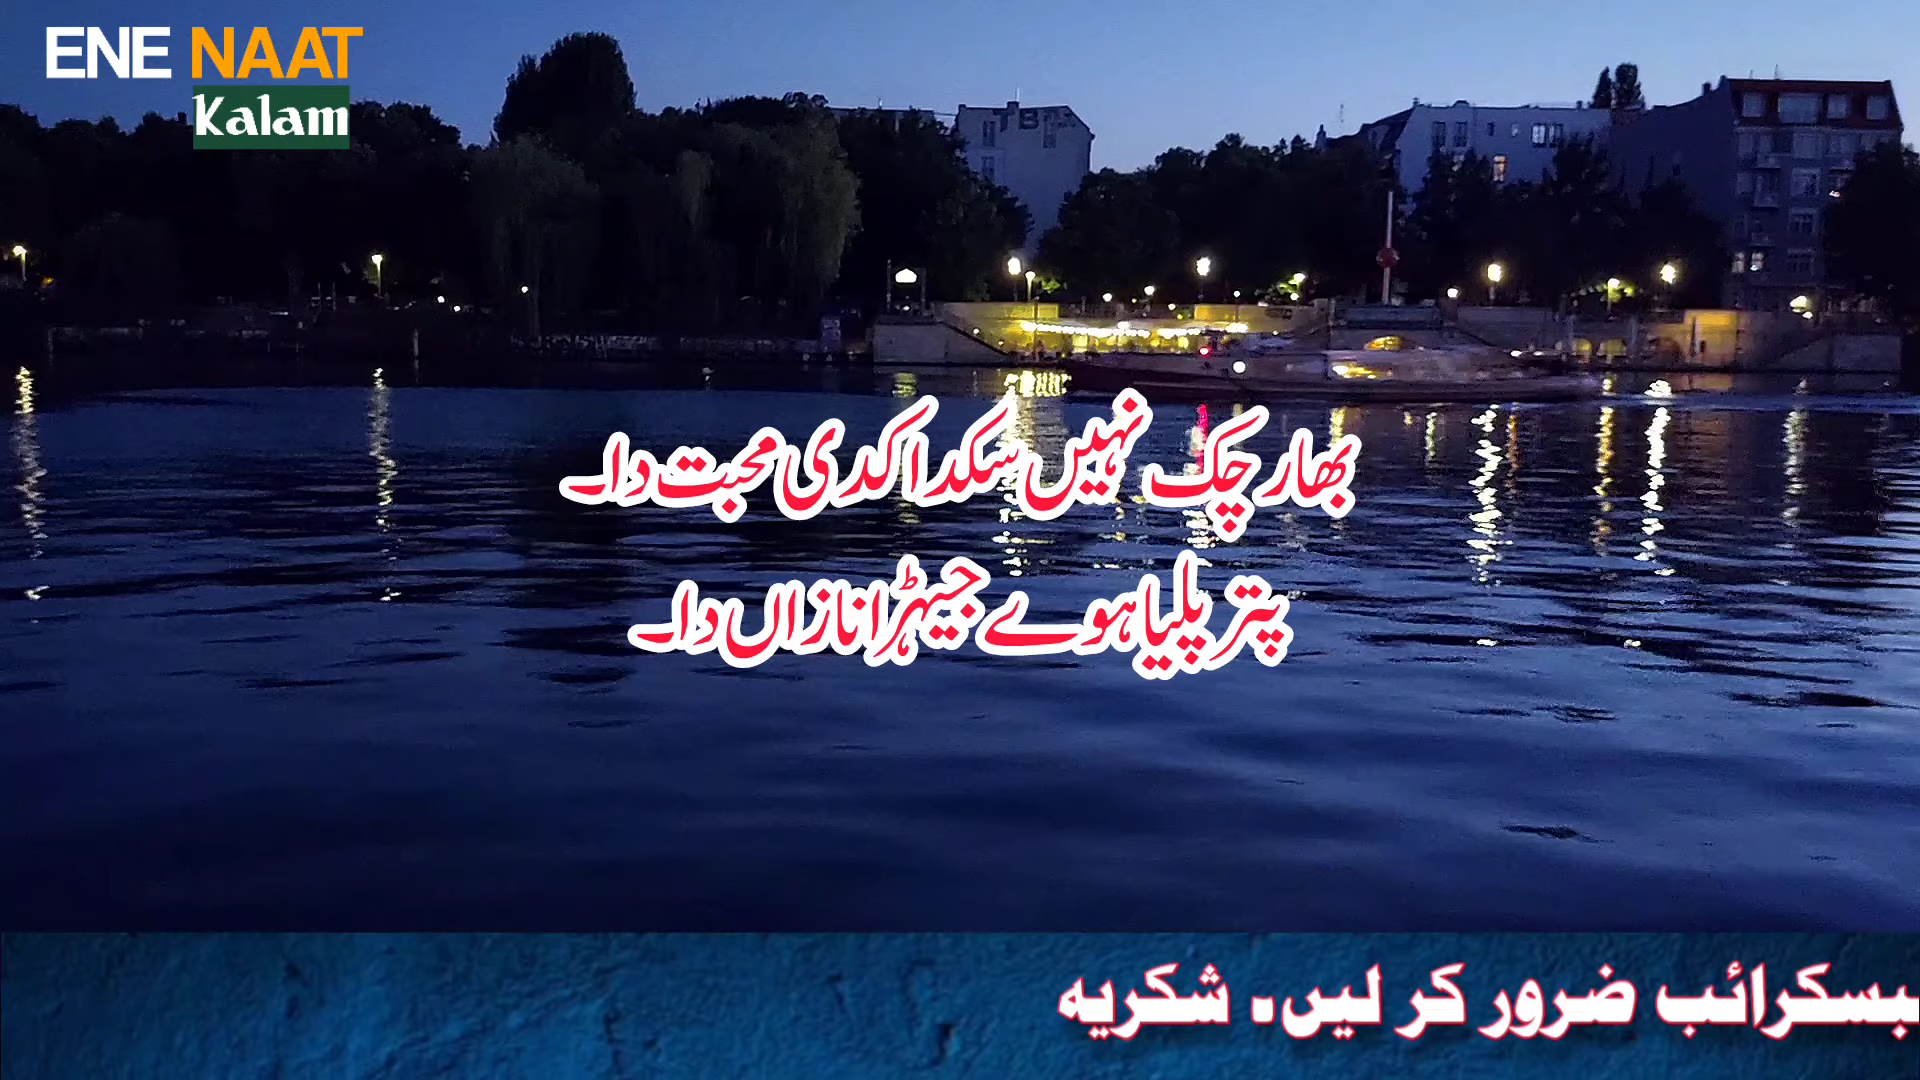 ENE NAAT
Kalam
بھار چک نہیں سکدا کدی محبت دا۔
پتر پلیا ہوے جیہڑا نازاں دا۔
بسکرائب ضرور کر لیں۔ شکریہ